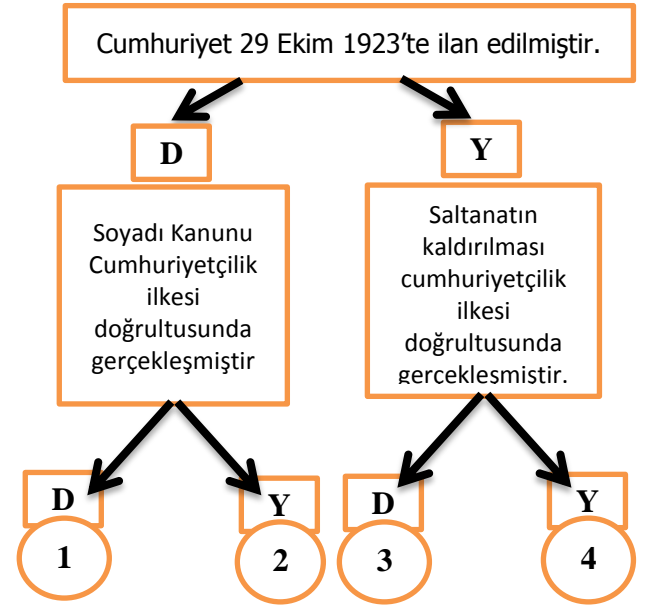 Cumhuriyet 29 Ekim 1923’te ilan edilmiştir.
D
Y
Soyadı Kanunu
Cumhuriyetçilik
ilkesi
doğrultusunda
gerçekleşmiştir
Saltanatın
kaldırılması
cumhuriyetçilik
ilkesi
doğrultusunda
gerçekleşmiştir.
D
Y
D
Y
1
2
3
4